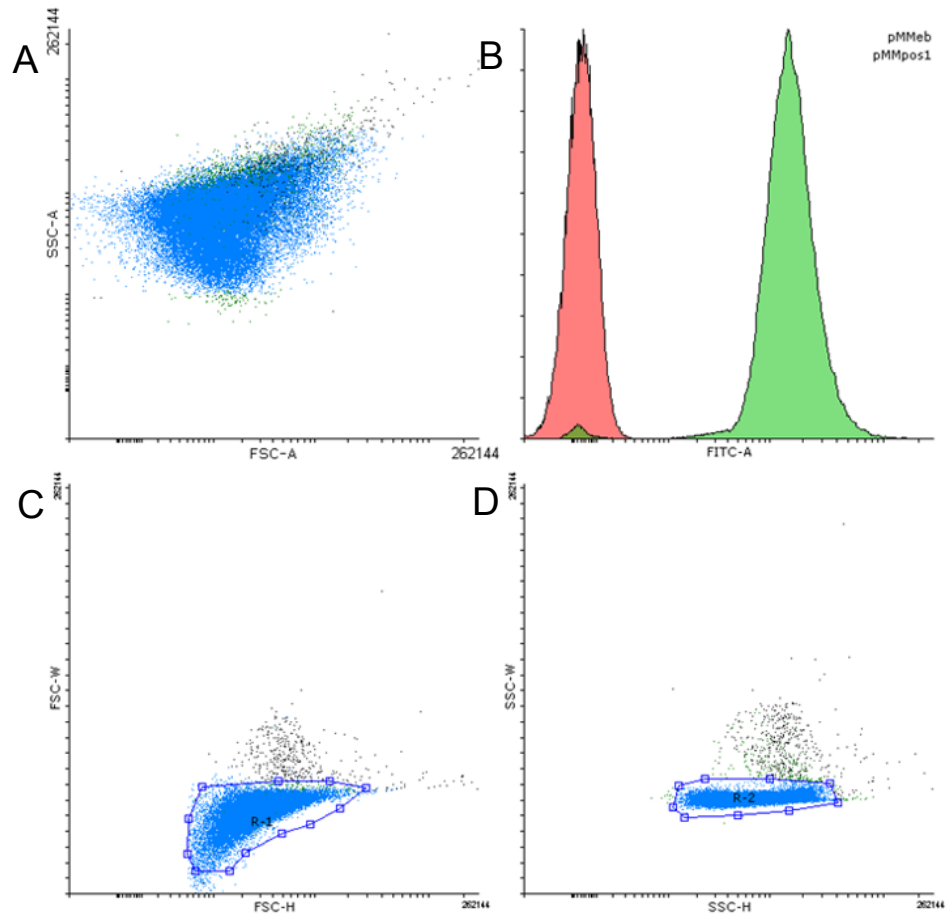 A
262144
SSC-A
FSC-A
262144
B
pMMeb
pMMpos1
FITC-A
C
262144
FSC-W
R-1
FSC-H
262144
D
262144
SSC-W
R-2
SSC-H
262144